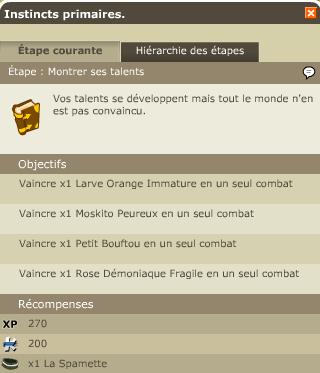 Instincts primaires.
Étape courante
Hiérarchie des étapes
Étape : Montrer ses talents
Vos talents se développent mais tout le monde n'en
est pas convaincu.
Objectifs
Vaincre x1 Larve Orange Immature en un seul combat
Vaincre x1 Moskito Peureux en un seul combat
Vaincre x1 Petit Bouftou en un seul combat
Vaincre x1 Rose Démoniaque Fragile en un seul combat
Récompenses
XP 270
200
x1 La Spamette